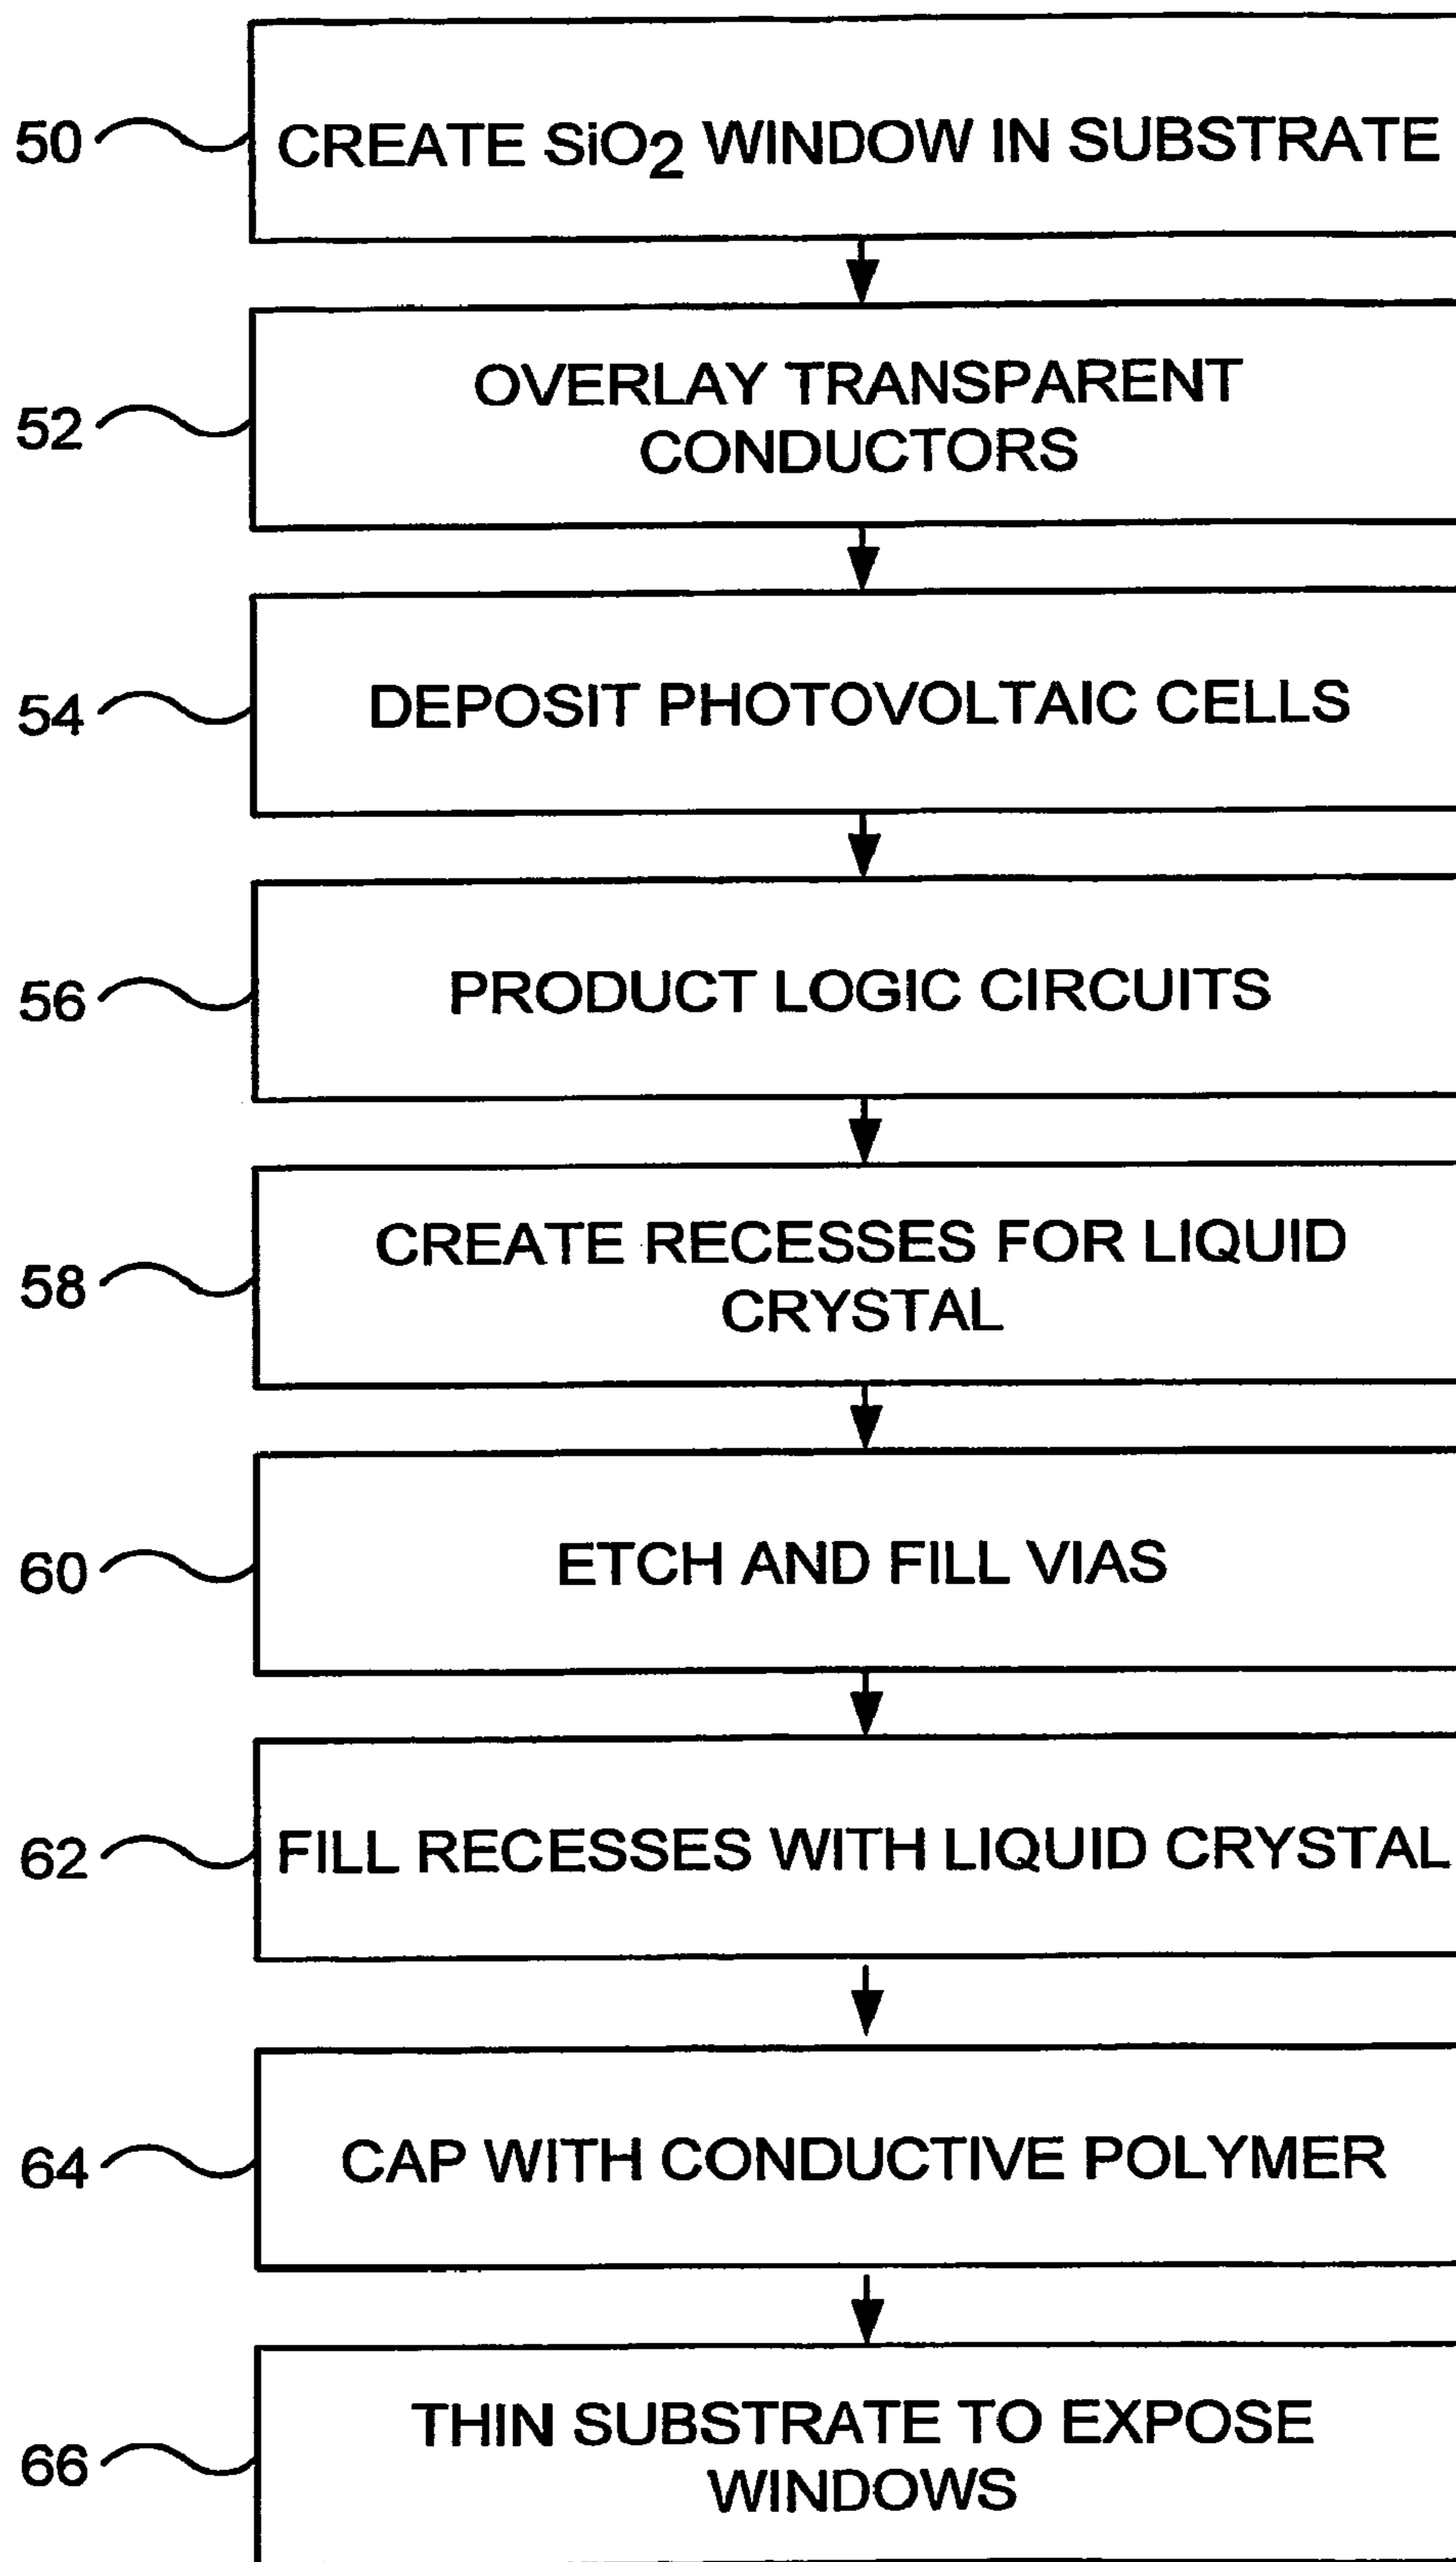 50 CREATE SiO2 WINDOW IN SUBSTRATE
52 OVERLAY TRANSPARENT
CONDUCTORS
54 DEPOSIT PHOTOVOLTAIC CELLS
56 PRODUCT LOGIC CIRCUITS
58 CREATE RECESSES FOR LIQUID
CRYSTAL
60 ETCH AND FILL VIAS
62 FILL RECESSES WITH LIQUID CRYSTAL
64 CAP WITH CONDUCTIVE POLYMER
66 THIN SUBSTRATE TO EXPOSE
WINDOWS